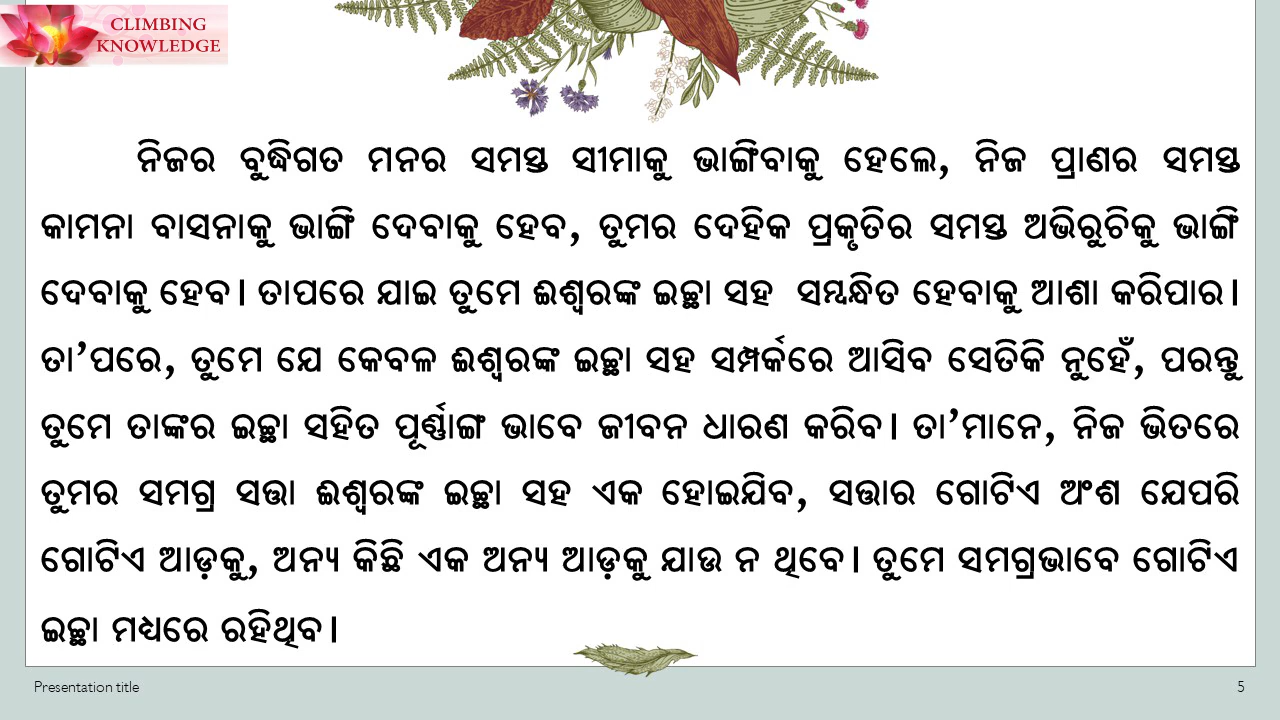 CLIMBING
KNOWLEDGE
ନିଜର ବୁଦ୍ଧିଗତ ମନର ସମସ୍ତ ସୀମାକୁ ଭାଙ୍ଗିବାକୁ ହେଲେ, ନିଜ ପ୍ରାଣର ସମସ୍ତ
କାମନା ବାସନାକୁ ଭାଙ୍ଗି ଦେବାକୁ ହେବ, ତୁମର ଦେହିକ ପ୍ରକୃତିର ସମସ୍ତ ଅଭିରୁଚିକୁ ଭାଙ୍ଗି
ଦେବାକୁ ହେବ। ତାପରେ ଯାଇ ତୁମେ ଈଶ୍ୱରଙ୍କ ଇଚ୍ଛା ସହ ସମ୍ବନ୍ଧିତ ହେବାକୁ ଆଶା କରିପାର।
ତା’ପରେ, ତୁମେ ଯେ କେବଳ ଈଶ୍ୱରଙ୍କ ଇଚ୍ଛା ସହ ସମ୍ପର୍କରେ ଆସିବ ସେତିକି ନୁହେଁ, ପରନ୍ତୁ
ତୁମେ ତାଙ୍କର ଇଚ୍ଛା ସହିତ ପୂର୍ଣ୍ଣାଙ୍ଗ ଭାବେ ଜୀବନ ଧାରଣ କରିବ। ତା’ମାନେ, ନିଜ ଭିତରେ
ତୁମର ସମଗ୍ର ସତ୍ତା ଈଶ୍ୱରଙ୍କ ଇଚ୍ଛା ସହ ଏକ ହୋଇଯିବ, ସତ୍ତାର ଗୋଟିଏ ଅଂଶ ଯେପରି
ଗୋଟିଏ ଆଡ଼କୁ, ଅନ୍ୟ କିଛି ଏକ ଅନ୍ୟ ଆଡ଼କୁ ଯାଉ ନ ଥିବେ। ତୁମେ ସମଗ୍ରଭାବେ ଗୋଟିଏ
ଇଚ୍ଛା ମଧ୍ୟରେ ରହିଥିବ।
Presentation title
5